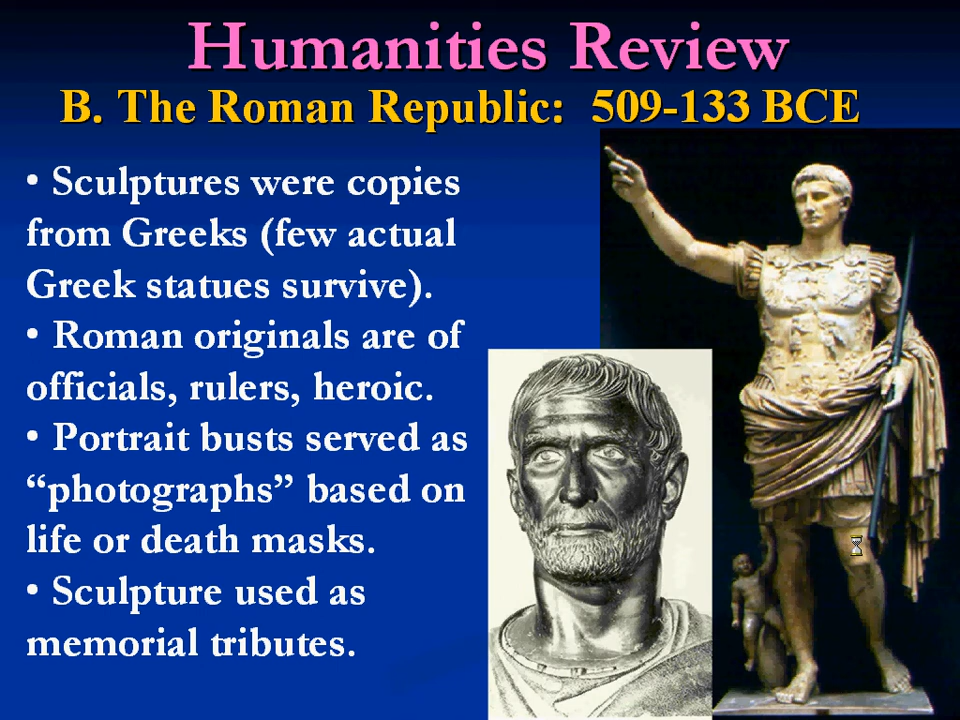 Humanities Review
B. The Roman Republic:  509-133 BCE
• Sculptures were copies
from Greeks (few actual
Greek statues survive).
• Roman originals are of
officials, rulers, heroic.
• Portrait busts served as
“photographs” based on
life or death masks.
• Sculpture used as
memorial tributes.